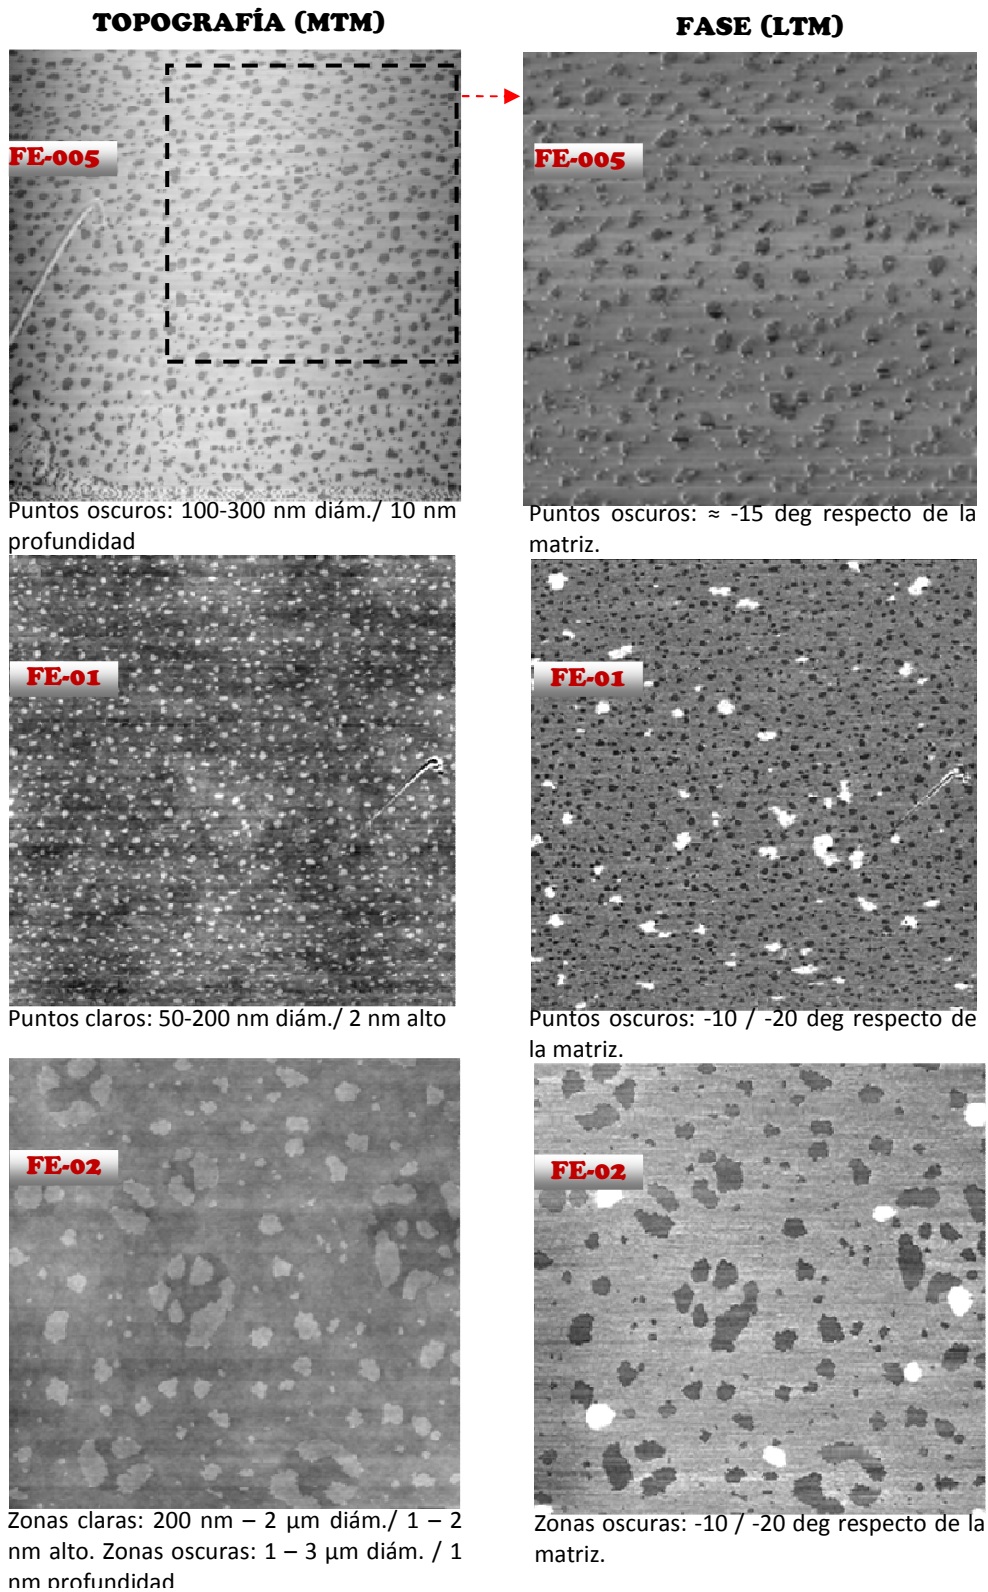 TOPOGRAFÍA (MTM)
FASE (LTM)
FE-005
FE-005
Puntos oscuros: 100-300 nm diám./ 10 nm
profundidad
Puntos oscuros: ≈ -15 deg respecto de la
matriz.
FE-01
FE-01
Puntos claros: 50-200 nm diám./ 2 nm alto
Puntos oscuros: -10 / -20 deg respecto de
la matriz.
FE-02
FE-02
Zonas claras: 200 nm – 2 μm diám./ 1 – 2
nm alto. Zonas oscuras: 1 – 3 μm diám. / 1
nm profundidad
Zonas oscuras: -10 / -20 deg respecto de la
matriz.